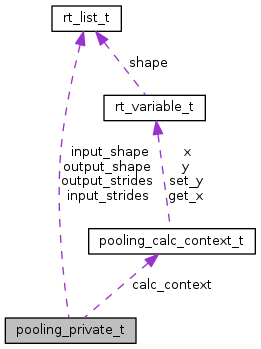 rt_list_t
shape
rt_variable_t
input_shape
output_shape
output_strides
input_strides
x
y
set_y
get_x
pooling_calc_context_t
calc_context
pooling_private_t